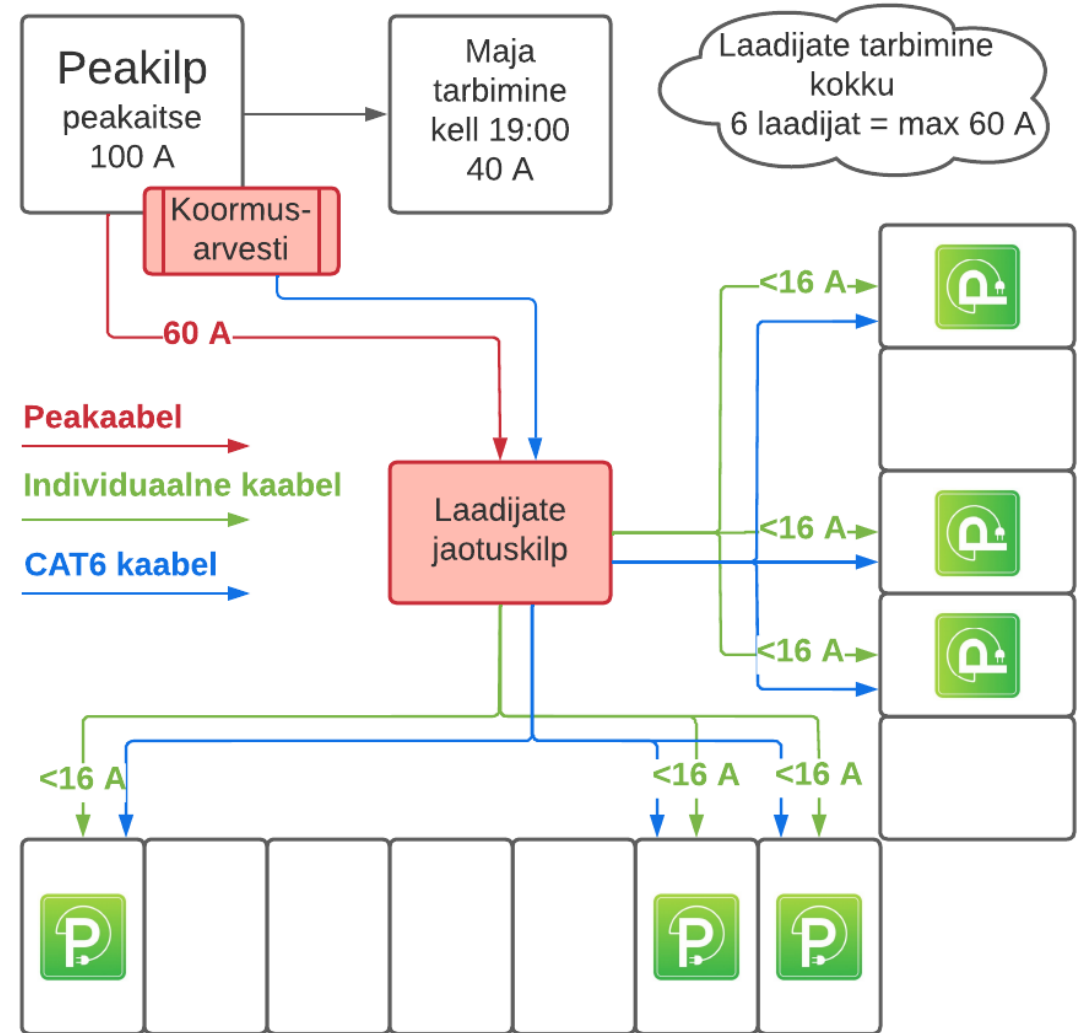 Peakilp
peakaitse
100 A
Maja
tarbimine
kell 19:00
40 A
Laadijate tarbimine
kokku
6 laadijat = max 60 A
Koormus-
arvesti
60 A
<16 A
Peakaabel
Individuaalne kaabel
CAT6 kaabel
Laadijate
jaotuskilp
<16 A
<16 A
<16 A
<16 A
<16 A
P
P
P
P
P
P